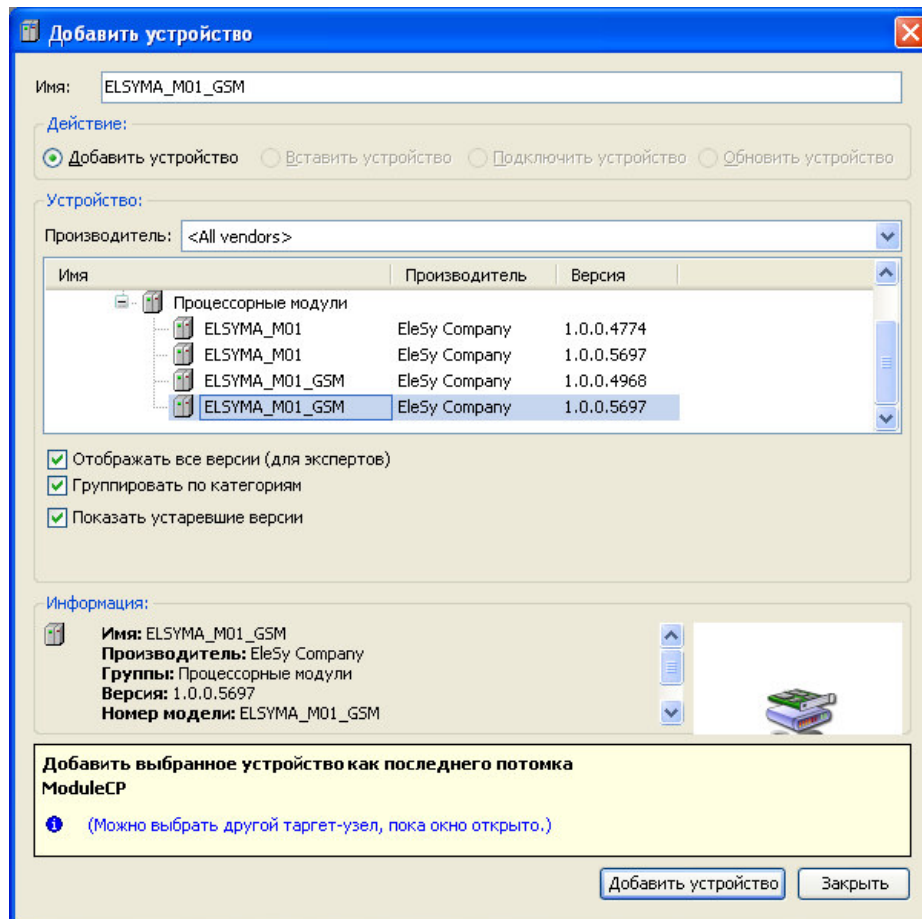 Добавить устройство
Имя: ELSYMA_M01_GSM
Действие:
Добавить устройство Вставить устройство Подключить устройство Обновить устройство
Устройство:
Производитель: <All vendors>
Имя Производитель Версия
Процессорные модули
ELSYMA_M01 EleSy Company 1.0.0.4774
ELSYMA_M01 EleSy Company 1.0.0.5697
ELSYMA_M01_GSM EleSy Company 1.0.0.4968
ELSYMA_M01_GSM EleSy Company 1.0.0.5697
Отображать все версии (для экспертов)
Группировать по категориям
Показать устаревшие версии
Информация:
Имя: ELSYMA_M01_GSM
Производитель: EleSy Company
Группы: Процессорные модули
Версия: 1.0.0.5697
Номер модели: ELSYMA_M01_GSM
Добавить выбранное устройство как последнего потомка
ModuleCP
(Можно выбрать другой таргет-узел, пока окно открыто.)
Добавить устройство Закрыть